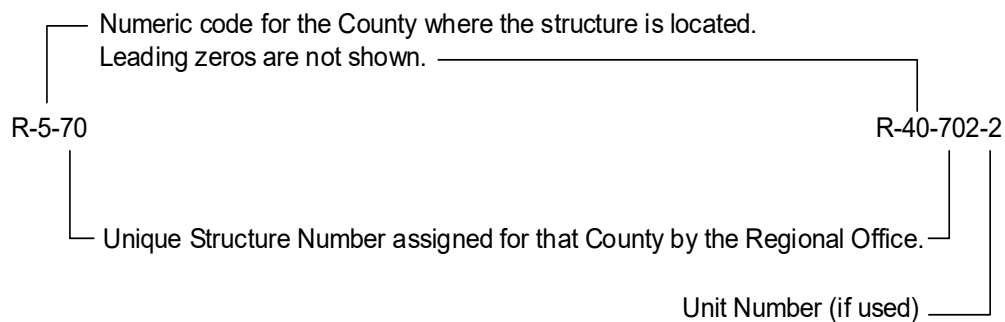 Numeric code for the County where the structure is located.
Leading zeros are not shown.
R-5-70
R-40-702-2
Unique Structure Number assigned for that County by the Regional Office.
Unit Number (if used)